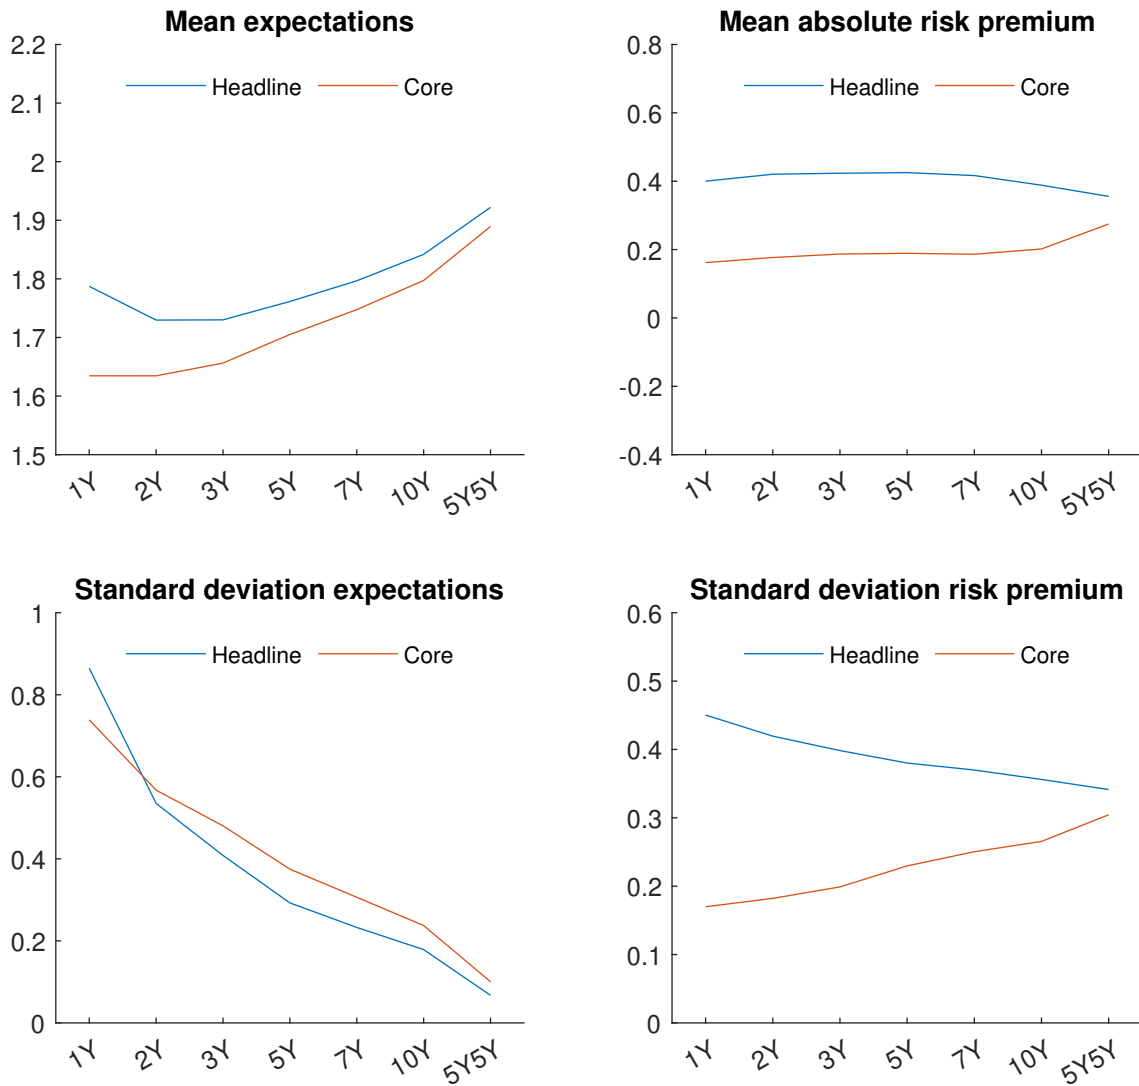 Mean expectations
2.2
2.1
2
1.9
1.8
1.7
1.6
1.5
Headline
Core
1Y
2Y
3Y
5Y
7Y
10Y
5Y5Y
Mean absolute risk premium
0.8
0.6
0.4
0.2
0
-0.2
-0.4
Headline
Core
1Y
2Y
3Y
5Y
7Y
10Y
5Y5Y
Standard deviation expectations
1
0.8
0.6
0.4
0.2
0
Headline
Core
1Y
2Y
3Y
5Y
7Y
10Y
5Y5Y
Standard deviation risk premium
0.6
0.5
0.4
0.3
0.2
0.1
0
Headline
Core
1Y
2Y
3Y
5Y
7Y
10Y
5Y5Y